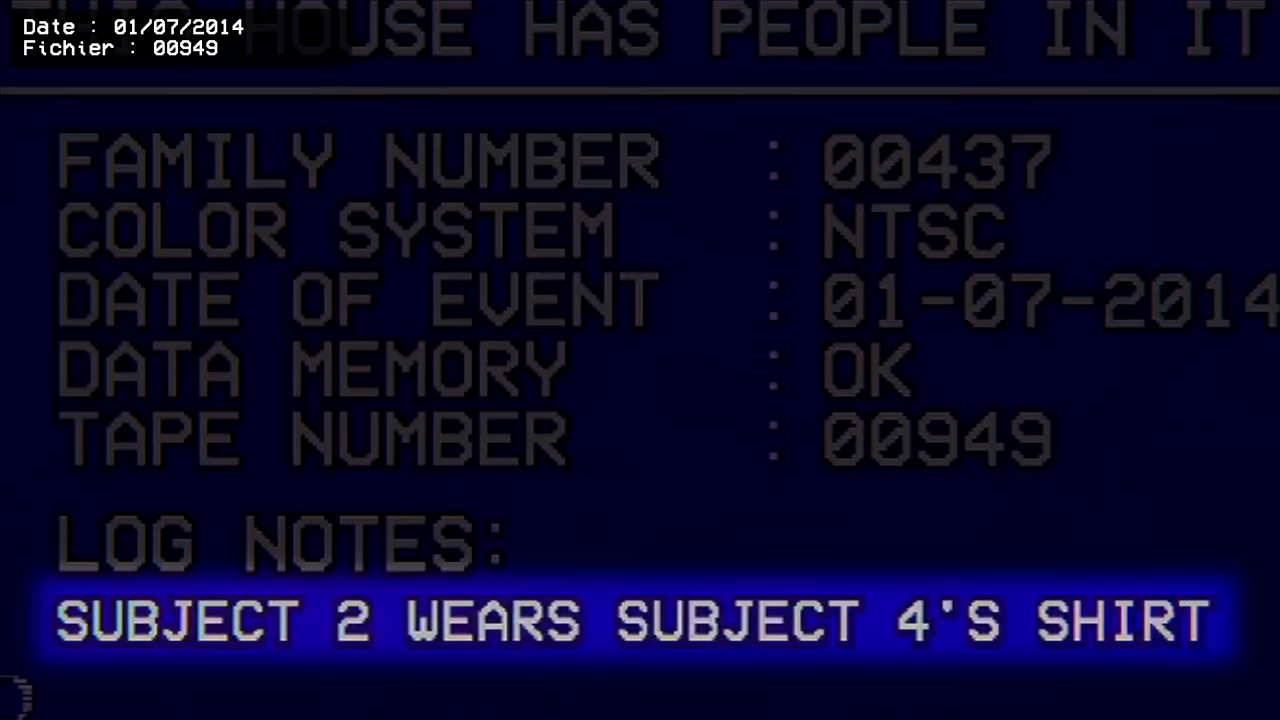 Date : 01/07/2014
Fichier : 00949
THIS HOUSE HAS PEOPLE IN IT
FAMILY NUMBER : 00437
COLOR SYSTEM : NTSC
DATE OF EVENT : 01-07-2014
DATA MEMORY : OK
TAPE NUMBER : 00949
LOG NOTES:
SUBJECT 2 WEARS SUBJECT 4'S SHIRT